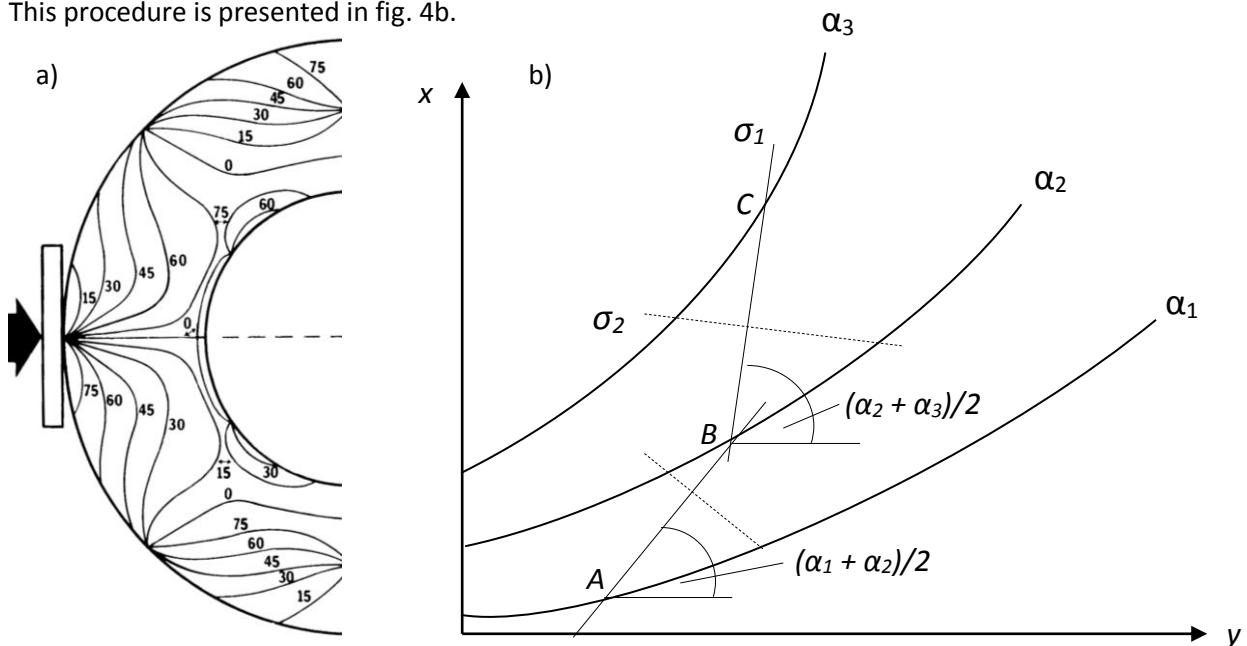 This procedure is presented in fig. 4b.
a)
75
60
45
30
15
0
75
60
60
45
30
15
0
75
60
45
30
15
30
0
75
60
45
30
15
b)
x
α3
σ1
C
α2
σ2
α1
(α2 + α3)/2
B
A
(α1 + α2)/2
y